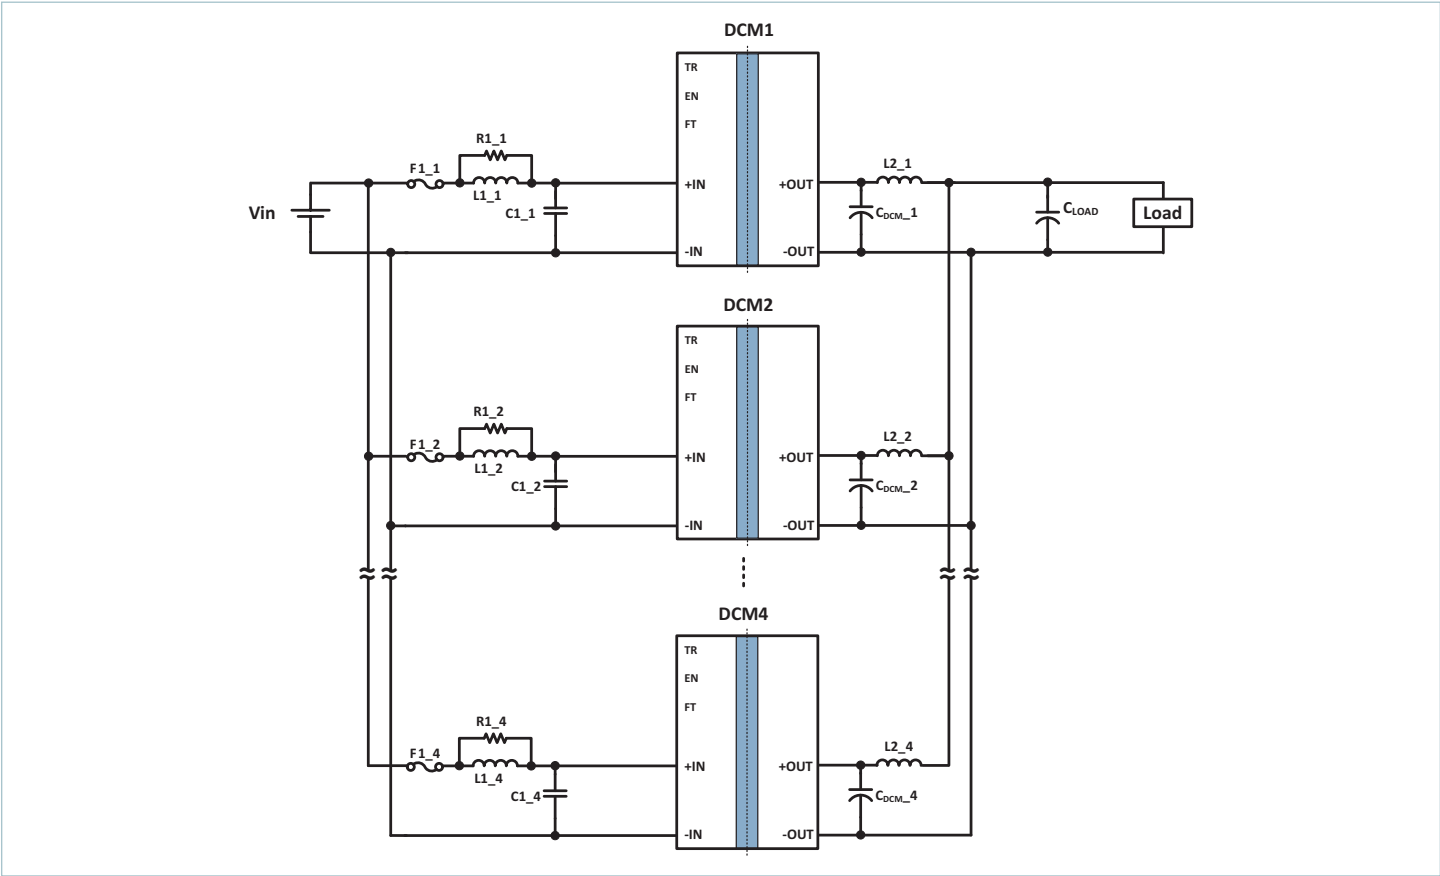 DCM1
TR
EN
FT
R1_1
F1_1
L1_1
C1_1
+IN
-IN
+OUT
-OUT
L2_1
CDCM_1
CLOAD
Load
Vin
DCM2
TR
EN
FT
R1_2
F1_2
L1_2
C1_2
+IN
-IN
+OUT
-OUT
L2_2
CDCM_2
DCM4
TR
EN
FT
R1_4
F1_4
L1_4
C1_4
+IN
-IN
+OUT
-OUT
L2_4
CDCM_4